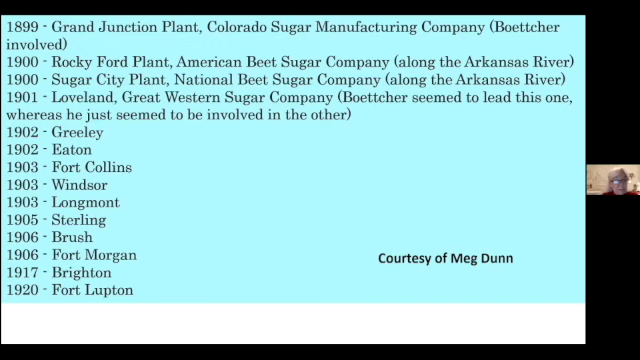 1899 - Grand Junction Plant, Colorado Sugar Manufacturing Company (Boettcher
involved)
1900 - Rocky Ford Plant, American Beet Sugar Company (along the Arkansas River)
1900 - Sugar City Plant, National Beet Sugar Company (along the Arkansas River)
1901 - Loveland, Great Western Sugar Company (Boettcher seemed to lead this one,
whereas he just seemed to be involved in the other)
1902 - Greeley
1902 - Eaton
1903 - Fort Collins
1903 - Windsor
1903 - Longmont
1905 - Sterling
1906 - Brush
1906 - Fort Morgan
1917 - Brighton
1920 - Fort Lupton
Courtesy of Meg Dunn